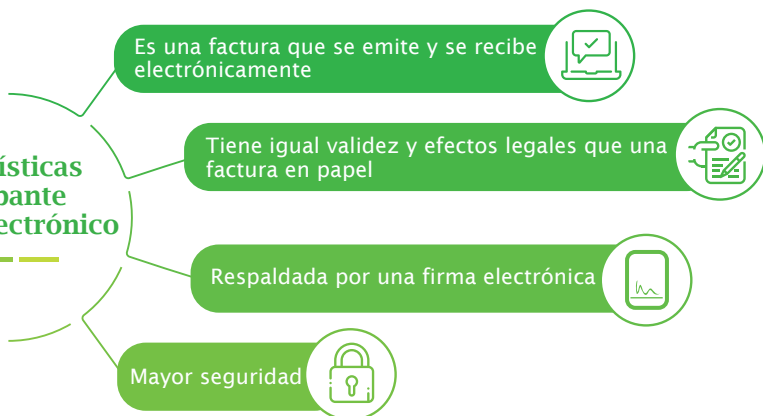 Es una factura que se emite y se recibe
electrónicamente
Tiene igual validez y efectos legales que una
factura en papel
ísticas
ectrónico
Respaldada por una firma electrónica
Mayor seguridad